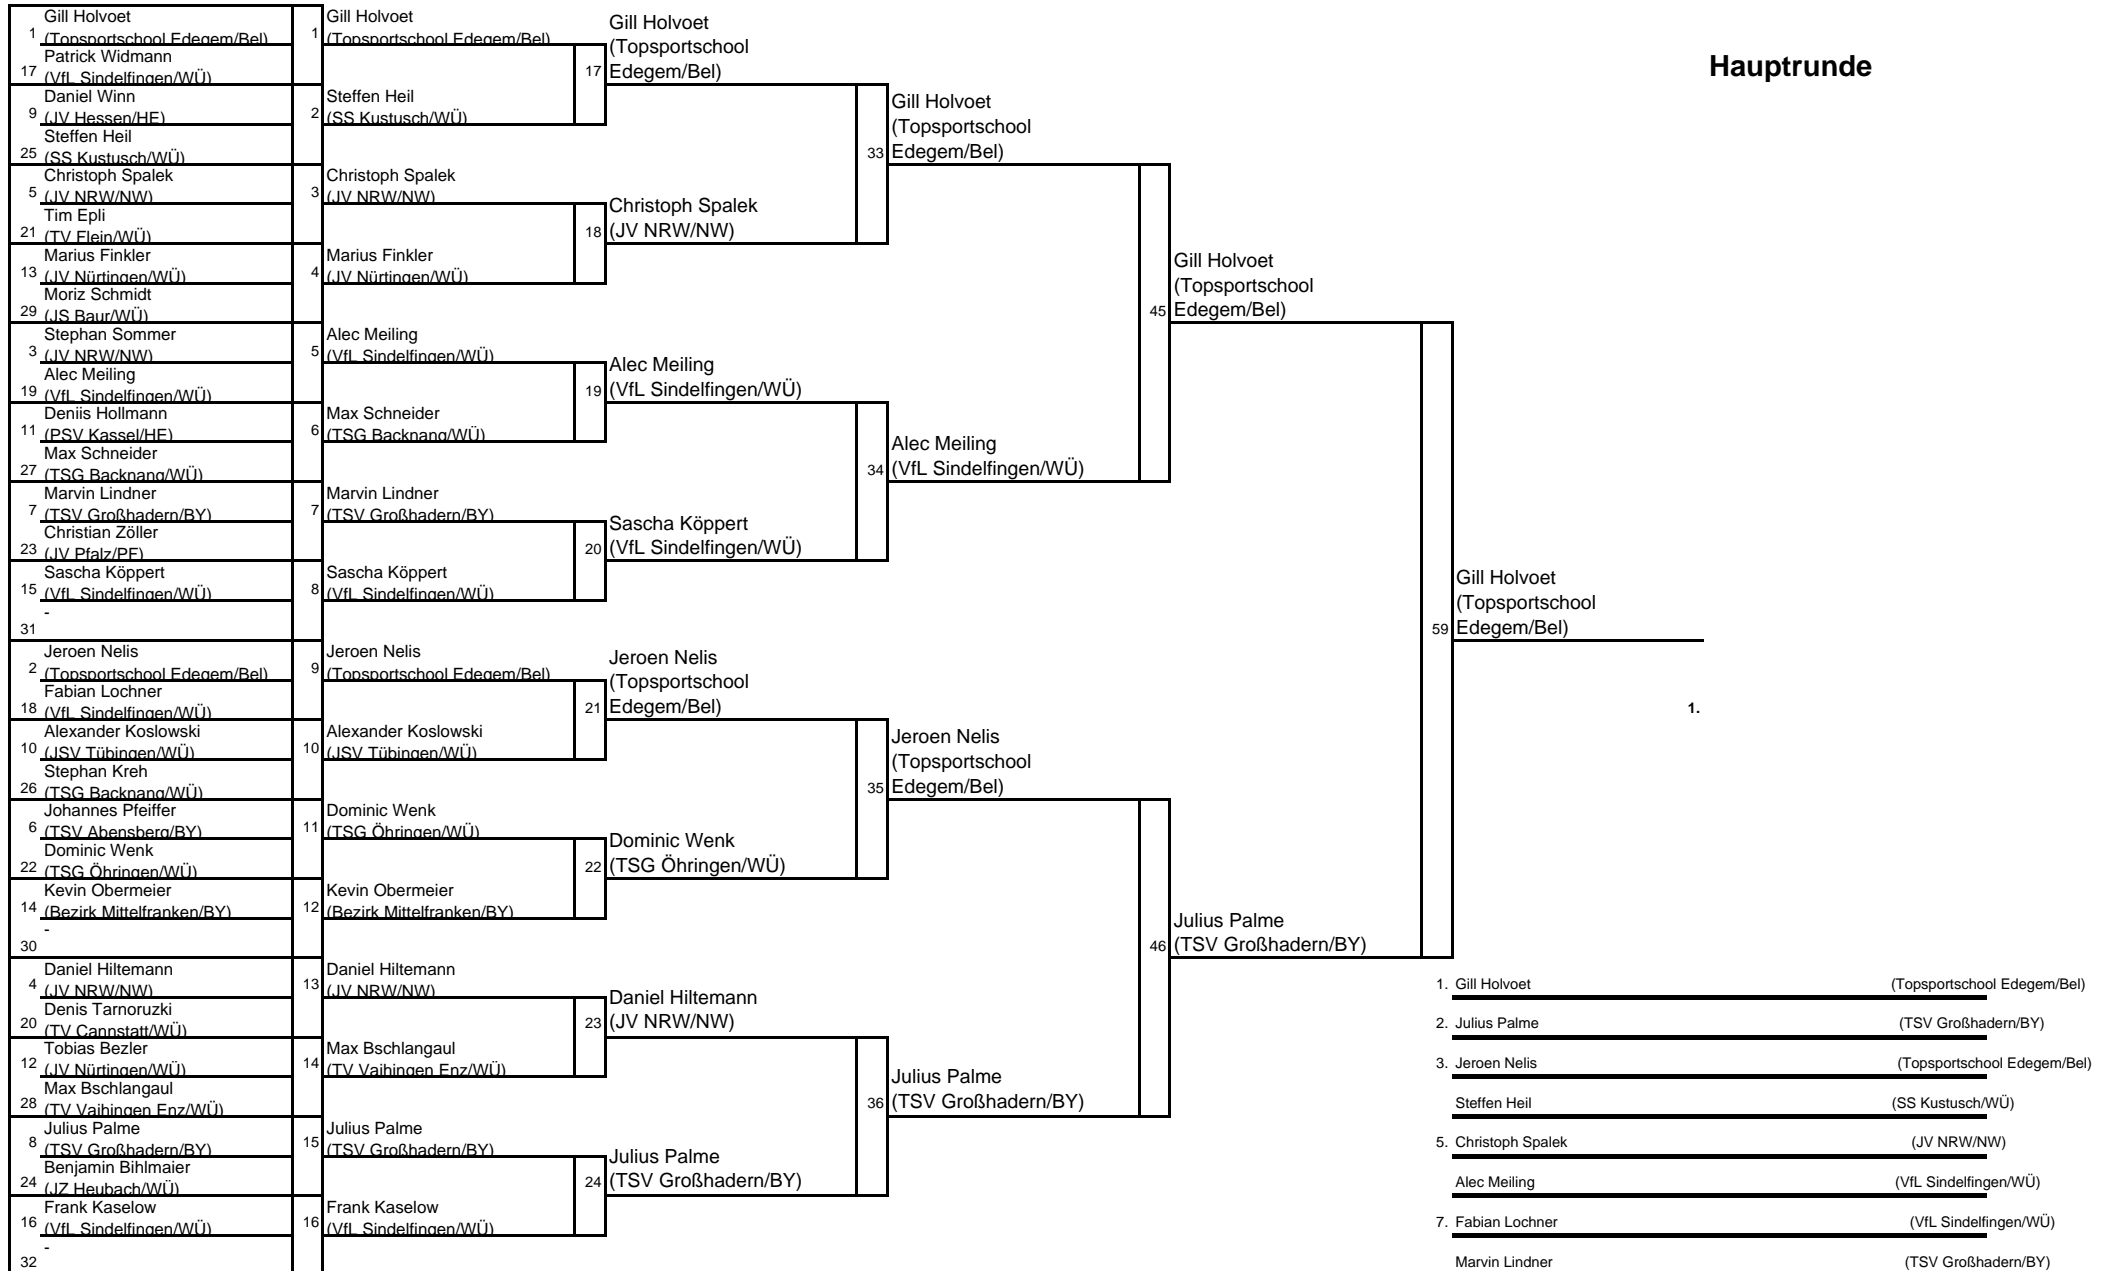 Hauptrunde
Gill Holvoet
1 (Topsportschool Edegem/Bel)
Patrick Widmann
17 (VfL Sindelfingen/WÜ)
Daniel Winn
9 (JV Hessen/HE)
Steffen Heil
25 (SS Kustusch/WÜ)
Christoph Spalek
5 (JV NRW/NW)
Tim Epli
21 (TV Flein/WÜ)
Marius Finkler
13 (JV Nürtingen/WÜ)
Moriz Schmidt
29 (JS Baur/WÜ)
Stephan Sommer
3 (JV NRW/NW)
Alec Meiling
19 (VfL Sindelfingen/WÜ)
Deniis Hollmann
11 (PSV Kassel/HE)
Max Schneider
27 (TSG Backnang/WÜ)
Marvin Lindner
7 (TSV Großhadern/BY)
Christian Zöller
23 (JV Pfalz/PF)
Sascha Köppert
15 (VfL Sindelfingen/WÜ)
-
31
Jeroen Nelis
2 (Topsportschool Edegem/Bel)
Fabian Lochner
18 (VfL Sindelfingen/WÜ)
Alexander Koslowski
10 (JSV Tübingen/WÜ)
Stephan Kreh
26 (TSG Backnang/WÜ)
Johannes Pfeiffer
6 (TSV Abensberg/BY)
Dominic Wenk
22 (TSG Öhringen/WÜ)
Kevin Obermeier
14 (Bezirk Mittelfranken/BY)
-
30
Daniel Hiltemann
4 (JV NRW/NW)
Denis Tarnoruzki
20 (TV Cannstatt/WÜ)
Tobias Bezler
12 (JV Nürtingen/WÜ)
Max Bschlangaul
28 (TV Vaihingen Enz/WÜ)
Julius Palme
8 (TSV Großhadern/BY)
Benjamin Bihlmaier
24 (JZ Heubach/WÜ)
Frank Kaselow
16 (VfL Sindelfingen/WÜ)
-
32
Gill Holvoet
1 (Topsportschool Edegem/Bel)
Steffen Heil
2 (SS Kustusch/WÜ)
Christoph Spalek
3 (JV NRW/NW)
Marius Finkler
4 (JV Nürtingen/WÜ)
Alec Meiling
5 (VfL Sindelfingen/WÜ)
Max Schneider
6 (TSG Backnang/WÜ)
Marvin Lindner
7 (TSV Großhadern/BY)
Sascha Köppert
8 (VfL Sindelfingen/WÜ)
Jeroen Nelis
9 (Topsportschool Edegem/Bel)
Alexander Koslowski
10 (JSV Tübingen/WÜ)
Dominic Wenk
11 (TSG Öhringen/WÜ)
Kevin Obermeier
12 (Bezirk Mittelfranken/BY)
Daniel Hiltemann
13 (JV NRW/NW)
Max Bschlangaul
14 (TV Vaihingen Enz/WÜ)
Julius Palme
15 (TSV Großhadern/BY)
Frank Kaselow
16 (VfL Sindelfingen/WÜ)
Gill Holvoet
(Topsportschool
17 Edegem/Bel)
Christoph Spalek
18 (JV NRW/NW)
Alec Meiling
19 (VfL Sindelfingen/WÜ)
Sascha Köppert
20 (VfL Sindelfingen/WÜ)
Jeroen Nelis
(Topsportschool
21 Edegem/Bel)
Dominic Wenk
22 (TSG Öhringen/WÜ)
Daniel Hiltemann
23 (JV NRW/NW)
Julius Palme
24 (TSV Großhadern/BY)
Gill Holvoet
(Topsportschool
33 Edegem/Bel)
Alec Meiling
34 (VfL Sindelfingen/WÜ)
Jeroen Nelis
(Topsportschool
35 Edegem/Bel)
Julius Palme
36 (TSV Großhadern/BY)
Gill Holvoet
(Topsportschool
45 Edegem/Bel)
Julius Palme
46 (TSV Großhadern/BY)
Gill Holvoet
(Topsportschool
59 Edegem/Bel)
1.
1. Gill Holvoet (Topsportschool Edegem/Bel)
2. Julius Palme (TSV Großhadern/BY)
3. Jeroen Nelis (Topsportschool Edegem/Bel)
Steffen Heil (SS Kustusch/WÜ)
5. Christoph Spalek (JV NRW/NW)
Alec Meiling (VfL Sindelfingen/WÜ)
7. Fabian Lochner (VfL Sindelfingen/WÜ)
Marvin Lindner (TSV Großhadern/BY)